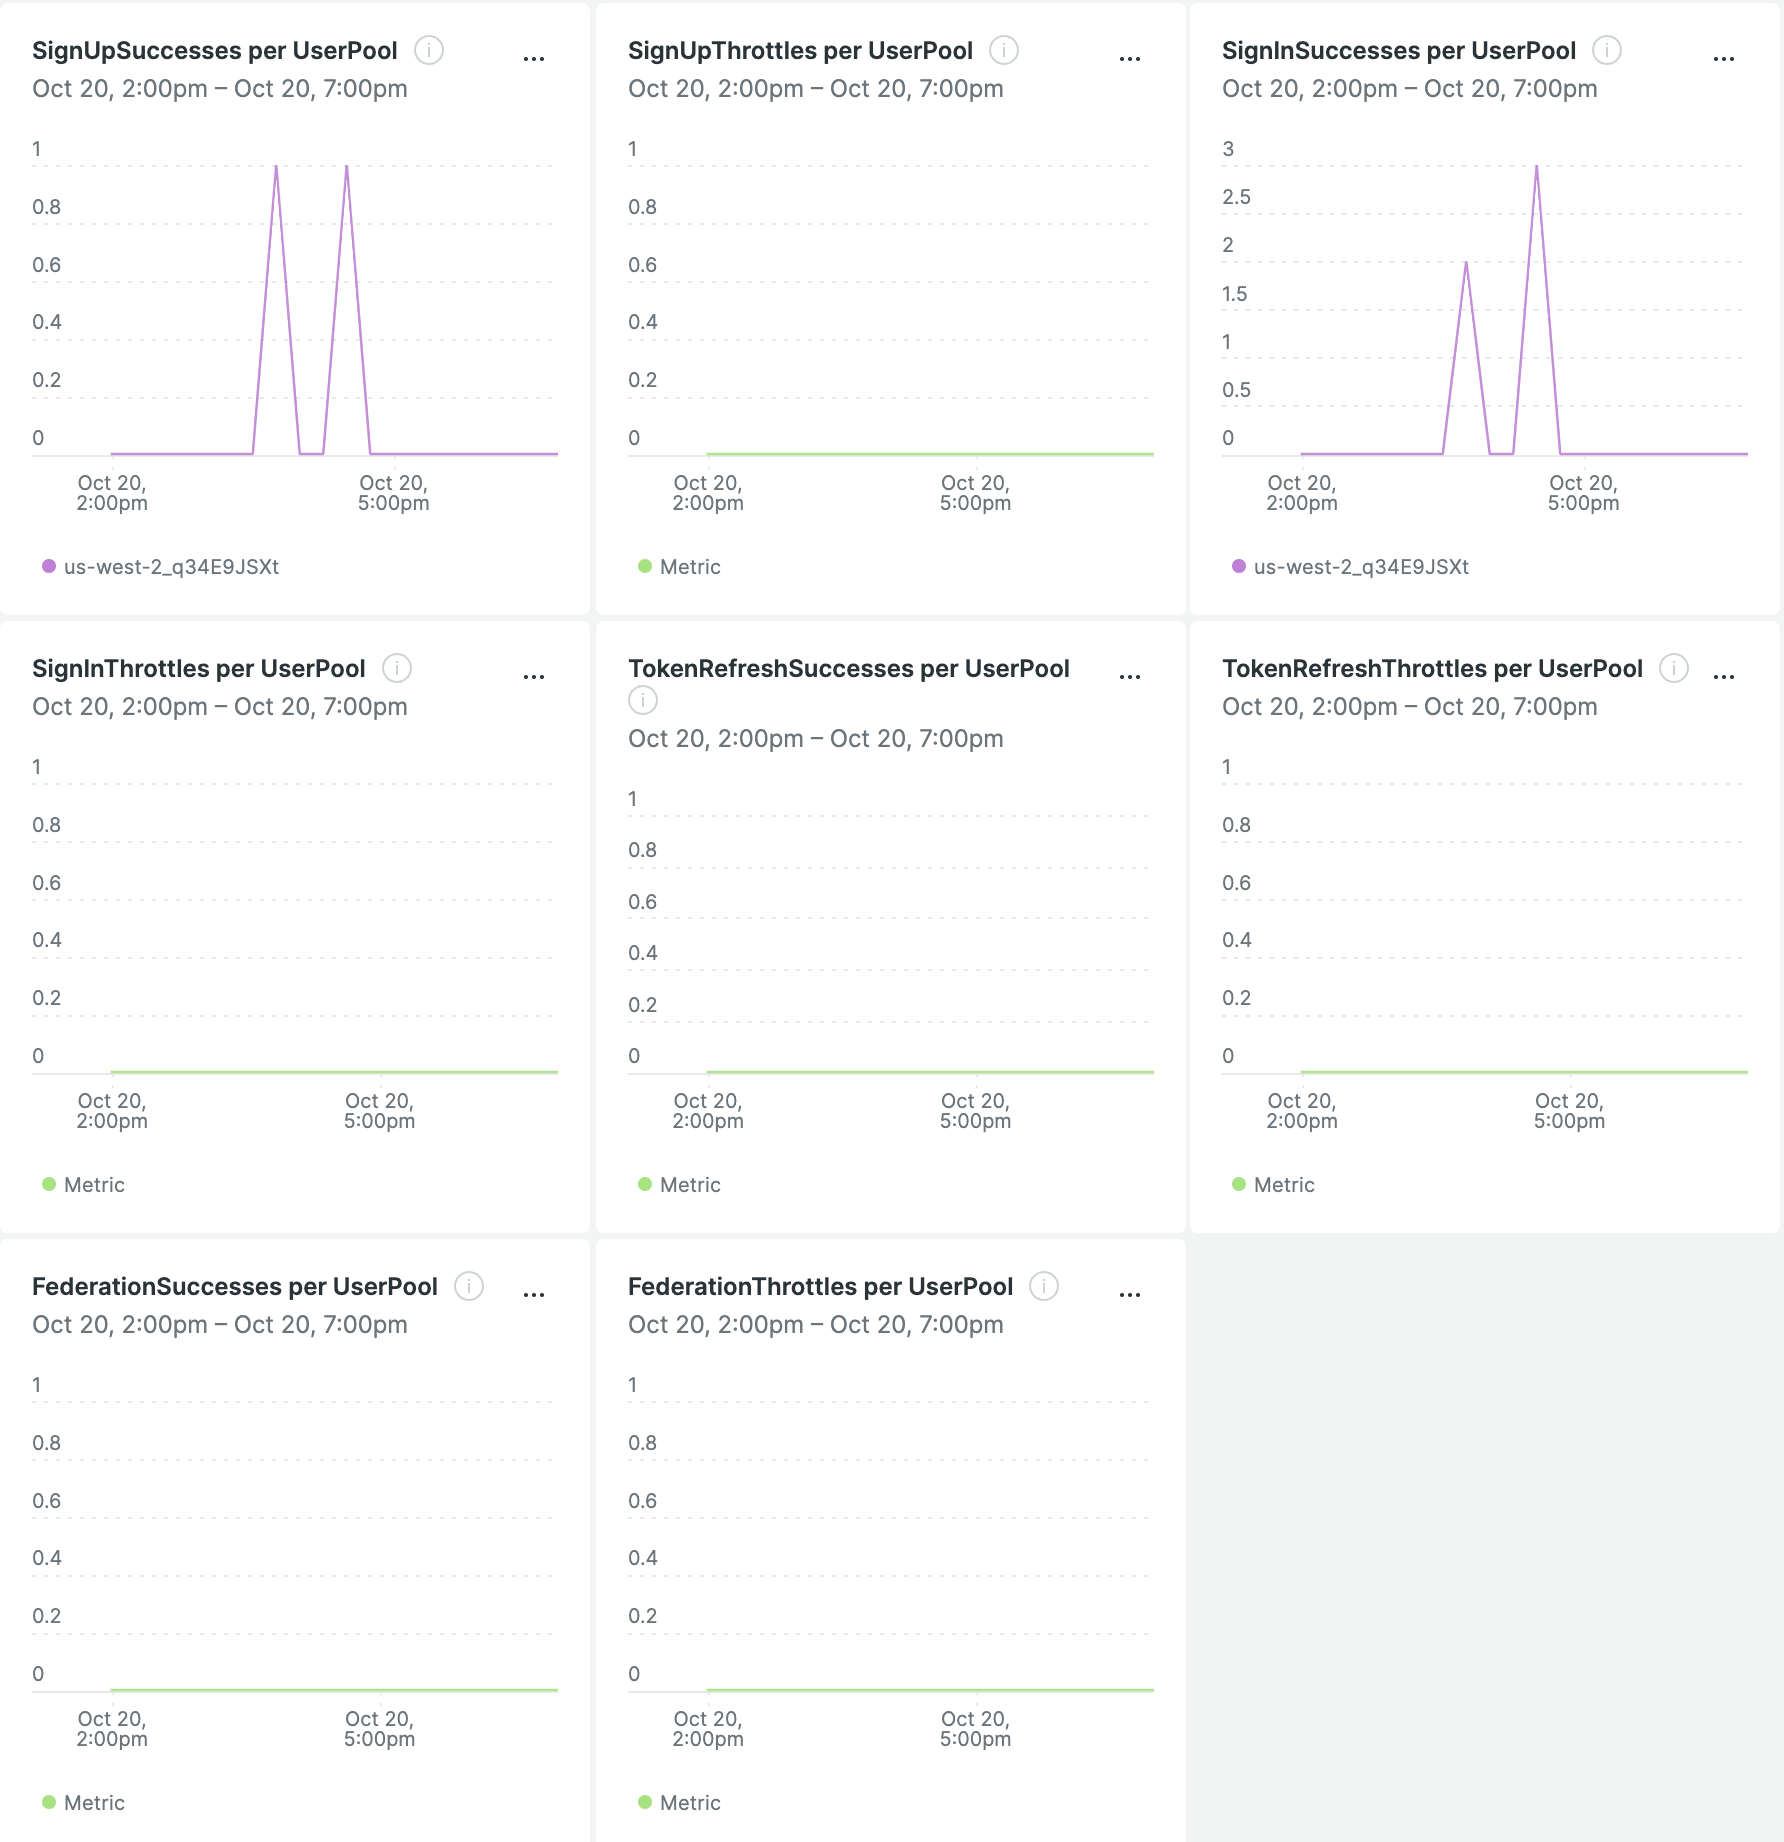 SignUpSuccesses per UserPool
Oct 20, 2:00pm – Oct 20, 7:00pm
1
0.8
0.6
0.4
0.2
0
Oct 20,
2:00pm
Oct 20,
5:00pm
us-west-2_q34E9JSXt
SignUpThrottles per UserPool
Oct 20, 2:00pm – Oct 20, 7:00pm
1
0.8
0.6
0.4
0.2
0
Oct 20,
2:00pm
Oct 20,
5:00pm
Metric
SignInSuccesses per UserPool
Oct 20, 2:00pm – Oct 20, 7:00pm
3
2.5
2
1.5
1
0.5
0
Oct 20,
2:00pm
Oct 20,
5:00pm
us-west-2_q34E9JSXt
SignInThrottles per UserPool
Oct 20, 2:00pm – Oct 20, 7:00pm
1
0.8
0.6
0.4
0.2
0
Oct 20,
2:00pm
Oct 20,
5:00pm
Metric
TokenRefreshSuccesses per UserPool
Oct 20, 2:00pm – Oct 20, 7:00pm
1
0.8
0.6
0.4
0.2
0
Oct 20,
2:00pm
Oct 20,
5:00pm
Metric
TokenRefreshThrottles per UserPool
Oct 20, 2:00pm – Oct 20, 7:00pm
1
0.8
0.6
0.4
0.2
0
Oct 20,
2:00pm
Oct 20,
5:00pm
Metric
FederationSuccesses per UserPool
Oct 20, 2:00pm – Oct 20, 7:00pm
1
0.8
0.6
0.4
0.2
0
Oct 20,
2:00pm
Oct 20,
5:00pm
Metric
FederationThrottles per UserPool
Oct 20, 2:00pm – Oct 20, 7:00pm
1
0.8
0.6
0.4
0.2
0
Oct 20,
2:00pm
Oct 20,
5:00pm
Metric